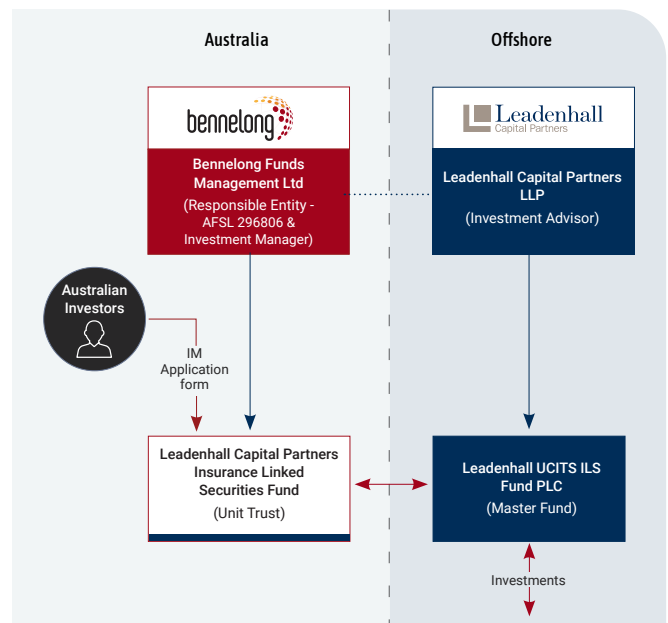 Australia
Offshore
bennelong
Leadenhall
Capital Partners
Bennelong Funds
Management Ltd
(Responsible Entity -
AFSL 296806 &
Investment Manager)
Leadenhall Capital Partners
LLP
(Investment Advisor)
Australian
Investors
IM
Application
form
Leadenhall Capital Partners
Insurance Linked
Securities Fund
(Unit Trust)
Leadenhall UCITS ILS
Fund PLC
(Master Fund)
Investments